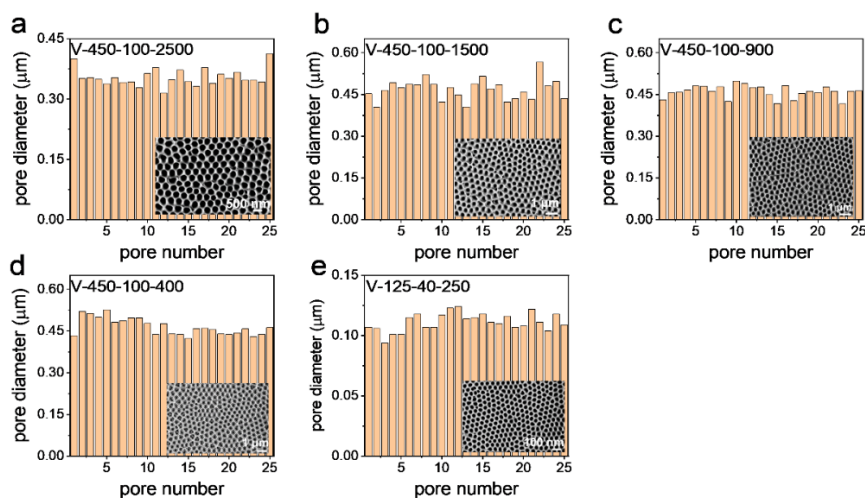 a
V-450-100-2500
pore diameter (μm)
0.45
0.30
0.15
0.00
500 nm
5 10 15 20 25
pore number
b
V-450-100-1500
pore diameter (μm)
0.60
0.45
0.30
0.15
0.00
1 μm
5 10 15 20 25
pore number
c
V-450-100-900
pore diameter (μm)
0.60
0.45
0.30
0.15
0.00
1 μm
5 10 15 20 25
pore number
d
V-450-100-400
pore diameter (μm)
0.60
0.45
0.30
0.15
0.00
1 μm
5 10 15 20 25
pore number
e
V-125-40-250
pore diameter (μm)
0.15
0.10
0.05
0.00
100 nm
5 10 15 20 25
pore number